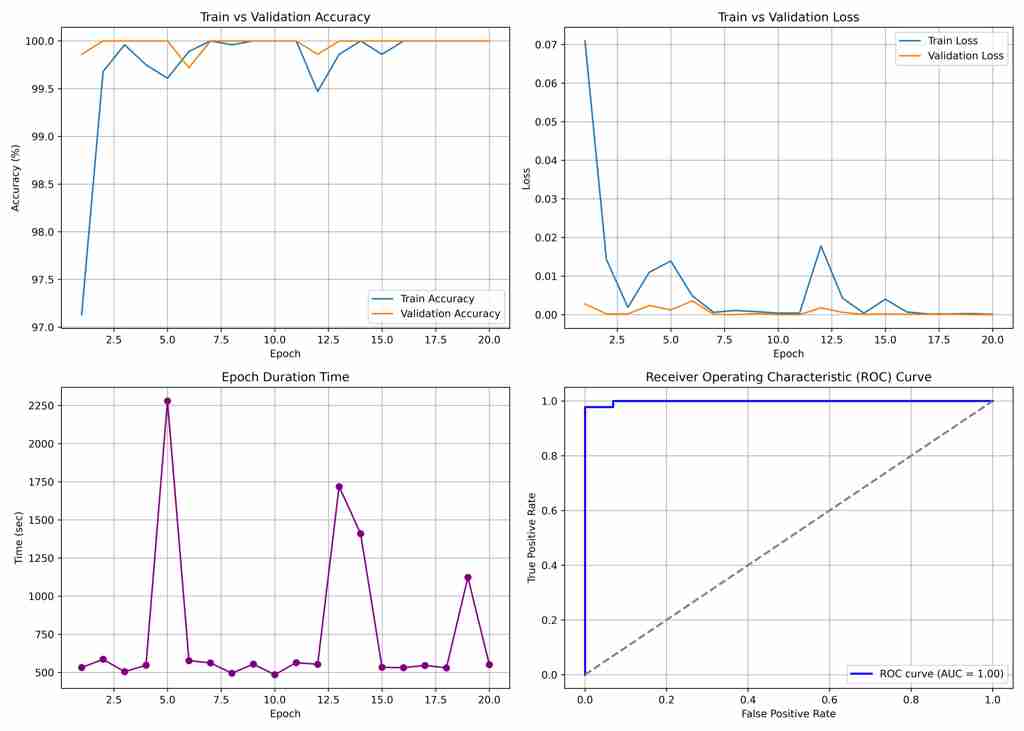 Train vs Validation Accuracy
100.0
99.5
99.0
98.5
98.0
97.5
97.0
Accuracy (%)
2.5 5.0 7.5 10.0 12.5 15.0 17.5 20.0
Epoch
Train Accuracy
Validation Accuracy
Train vs Validation Loss
0.07
0.06
0.05
0.04
0.03
0.02
0.01
0.00
Loss
2.5 5.0 7.5 10.0 12.5 15.0 17.5 20.0
Epoch
Train Loss
Validation Loss
Epoch Duration Time
2250
2000
1750
1500
1250
1000
750
500
Time (sec)
2.5 5.0 7.5 10.0 12.5 15.0 17.5 20.0
Epoch
Receiver Operating Characteristic (ROC) Curve
1.0
0.8
0.6
0.4
0.2
0.0
True Positive Rate
0.0 0.2 0.4 0.6 0.8 1.0
False Positive Rate
ROC curve (AUC = 1.00)